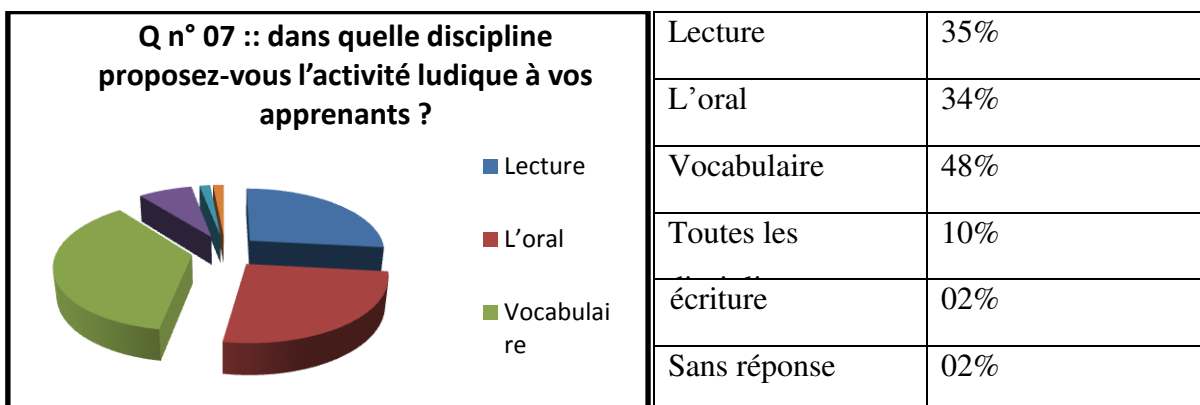 Q n° 07 :: dans quelle discipline
proposez-vous l'activité ludique à vos
apprenants ?
Lecture
L'oral
Vocabulai
re
Lecture 35%
L'oral 34%
Vocabulaire 48%
Toutes les 10%
écriture 02%
Sans réponse 02%